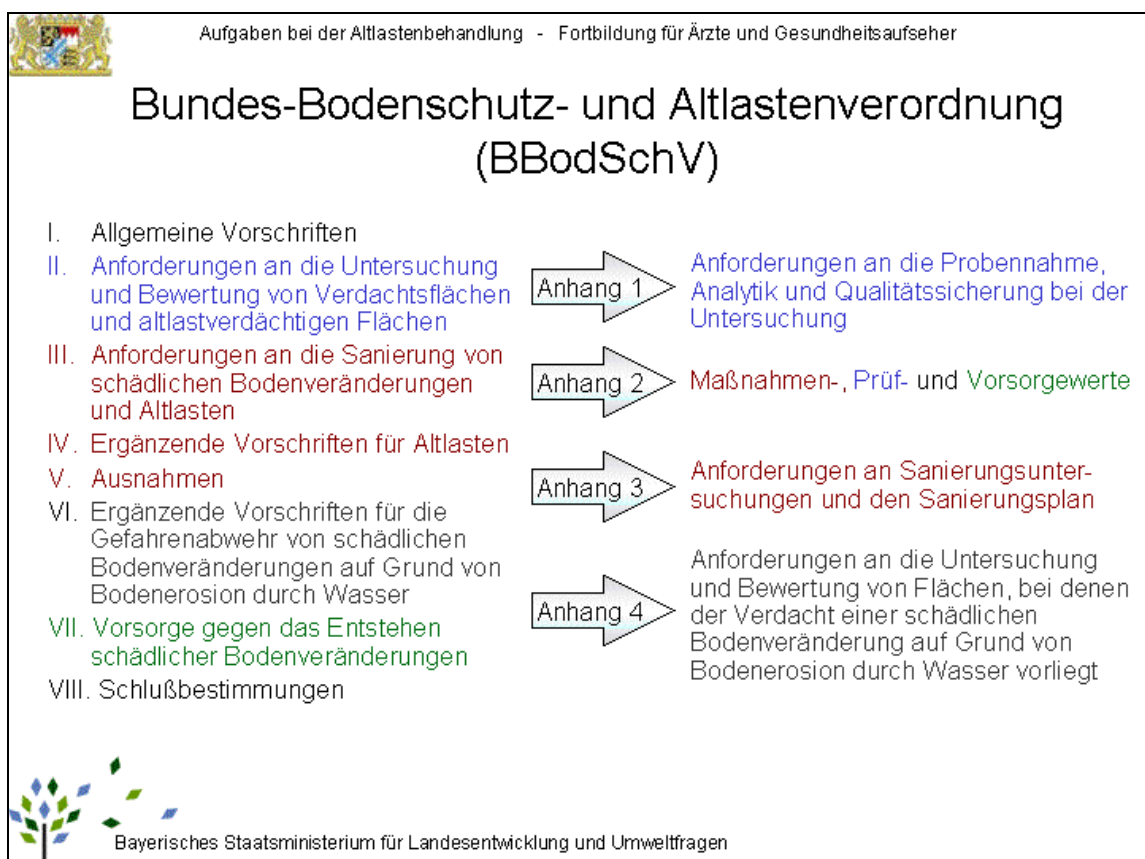 Aufgaben bei der Altlastenbehandlung - Fortbildung für Ärzte und Gesundheitsaufseher
Bundes-Bodenschutz- und Altlastenverordnung
(BBodSchV)
I. Allgemeine Vorschriften
II. Anforderungen an die Untersuchung
und Bewertung von Verdachtsflächen
und altlastverdächtigen Flächen
III. Anforderungen an die Sanierung von
schädlichen Bodenveränderungen
und Altlasten
IV. Ergänzende Vorschriften für Altlasten
V. Ausnahmen
VI. Ergänzende Vorschriften für die
Gefahrenabwehr von schädlichen
Bodenveränderungen auf Grund von
Bodenerosion durch Wasser
VII. Vorsorge gegen das Entstehen
schädlicher Bodenveränderungen
VIII. Schlußbestimmungen
Anhang 1
Anforderungen an die Probennahme,
Analytik und Qualitätssicherung bei der
Untersuchung
Anhang 2
Maßnahmen-, Prüf- und Vorsorgewerte
Anhang 3
Anforderungen an Sanierungsunter-
suchungen und den Sanierungsplan
Anhang 4
Anforderungen an die Untersuchung
und Bewertung von Flächen, bei denen
der Verdacht einer schädlichen
Bodenveränderung auf Grund von
Bodenerosion durch Wasser vorliegt
Bayerisches Staatsministerium für Landesentwicklung und Umweltfragen